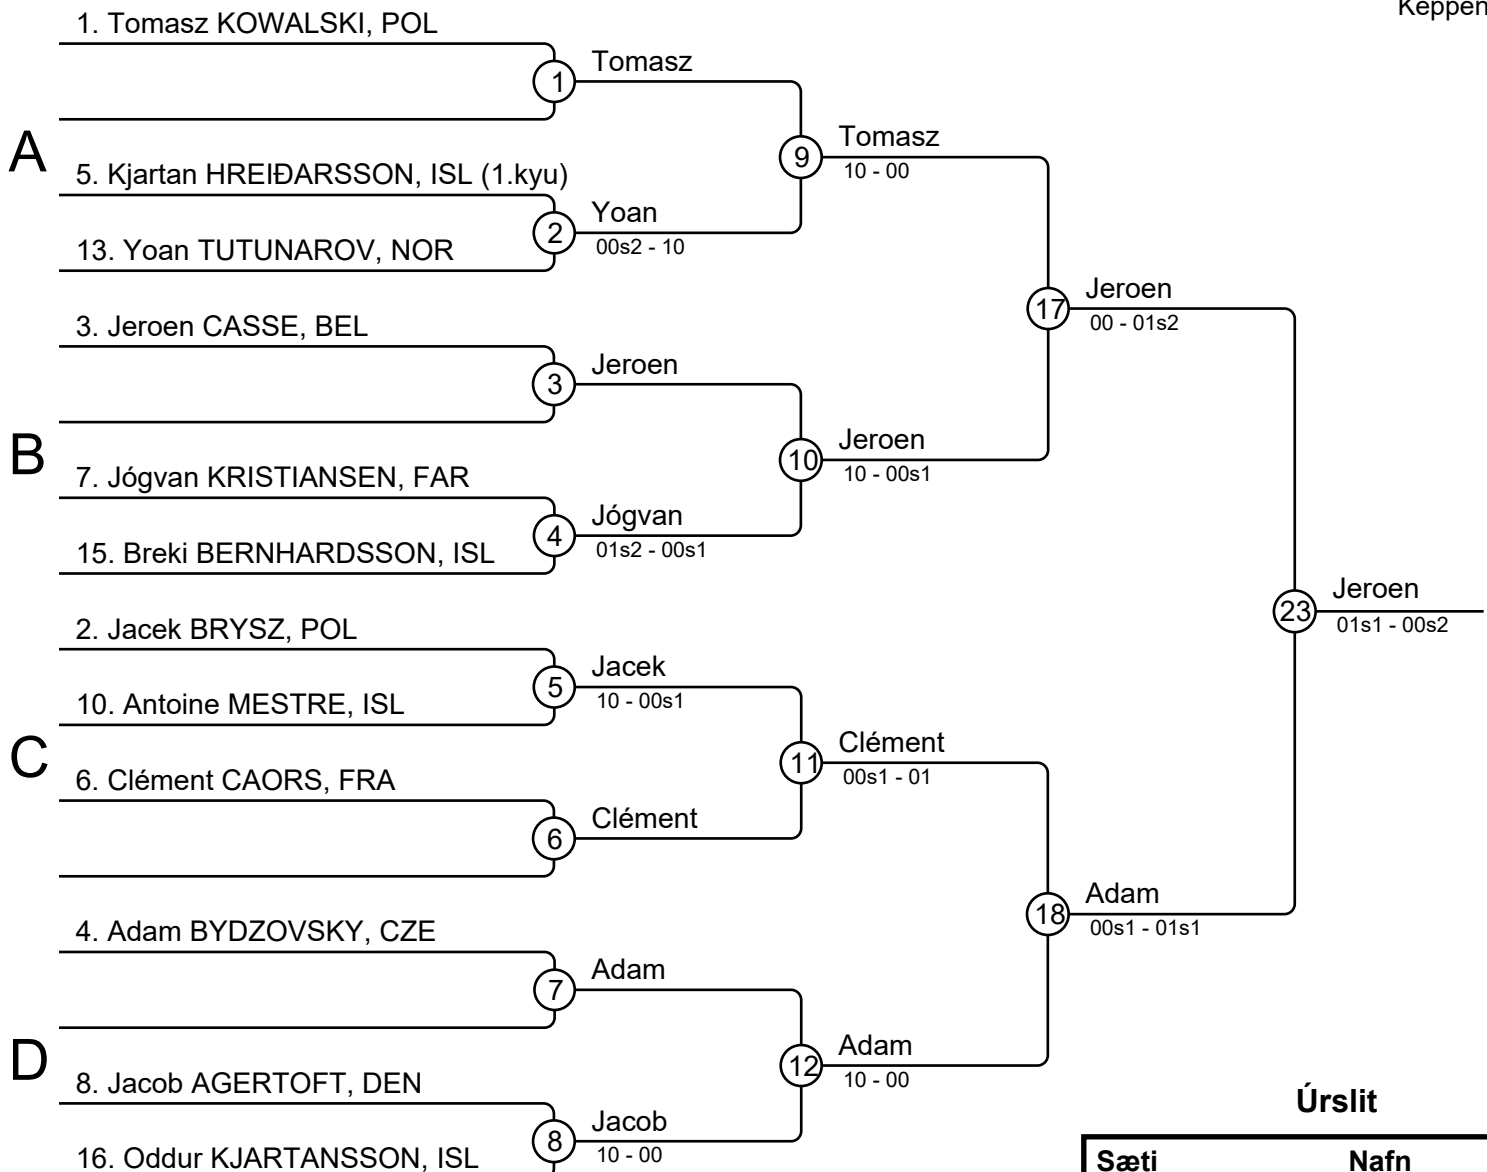 Keppen
1. Tomasz KOWALSKI, POL
1
Tomasz
A
9
Tomasz
10 - 00
5. Kjartan HREIÐARSSON, ISL (1.kyu)
2
Yoan
00s2 - 10
13. Yoan TUTUNAROV, NOR
17
Jeroen
00 - 01s2
3. Jeroen CASSE, BEL
3
Jeroen
B
10
Jeroen
10 - 00s1
7. Jógvan KRISTIANSEN, FAR
4
Jógvan
01s2 - 00s1
15. Breki BERNHARDSSON, ISL
23
Jeroen
01s1 - 00s2
2. Jacek BRYSZ, POL
5
Jacek
10 - 00s1
10. Antoine MESTRE, ISL
C
11
Clément
00s1 - 01
6. Clément CAORS, FRA
6
Clément
18
Adam
00s1 - 01s1
4. Adam BYDZOVSKY, CZE
7
Adam
D
12
Adam
10 - 00
8. Jacob AGERTOFT, DEN
8
Jacob
10 - 00
16. Oddur KJARTANSSON, ISL
Úrslit
Sæti Nafn